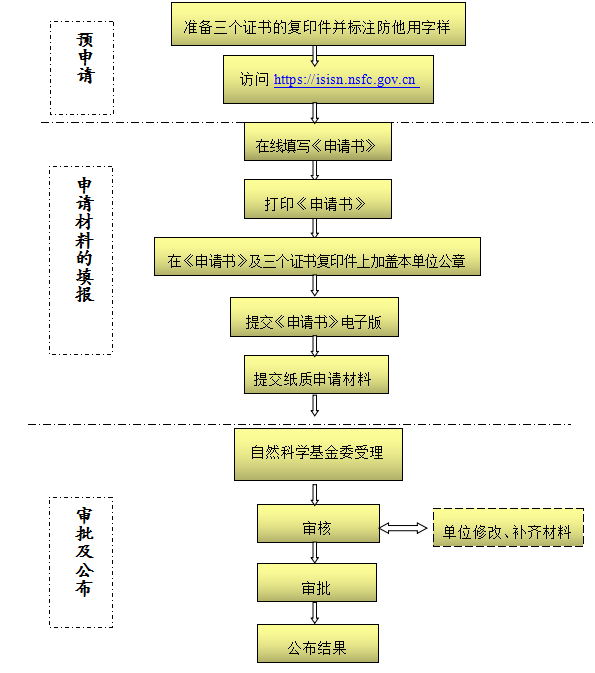 准备三个证书的复印件并标注防他用字样
预申请
访问 https://isisn.nsfc.gov.cn
在线填写《申请书》
申请材料的填报
打印《申请书》
在《申请书》及三个证书复印件上加盖本单位公章
提交《申请书》电子版
提交纸质申请材料
自然科学基金委受理
审批及公布
审核
单位修改、补齐材料
审批
公布结果